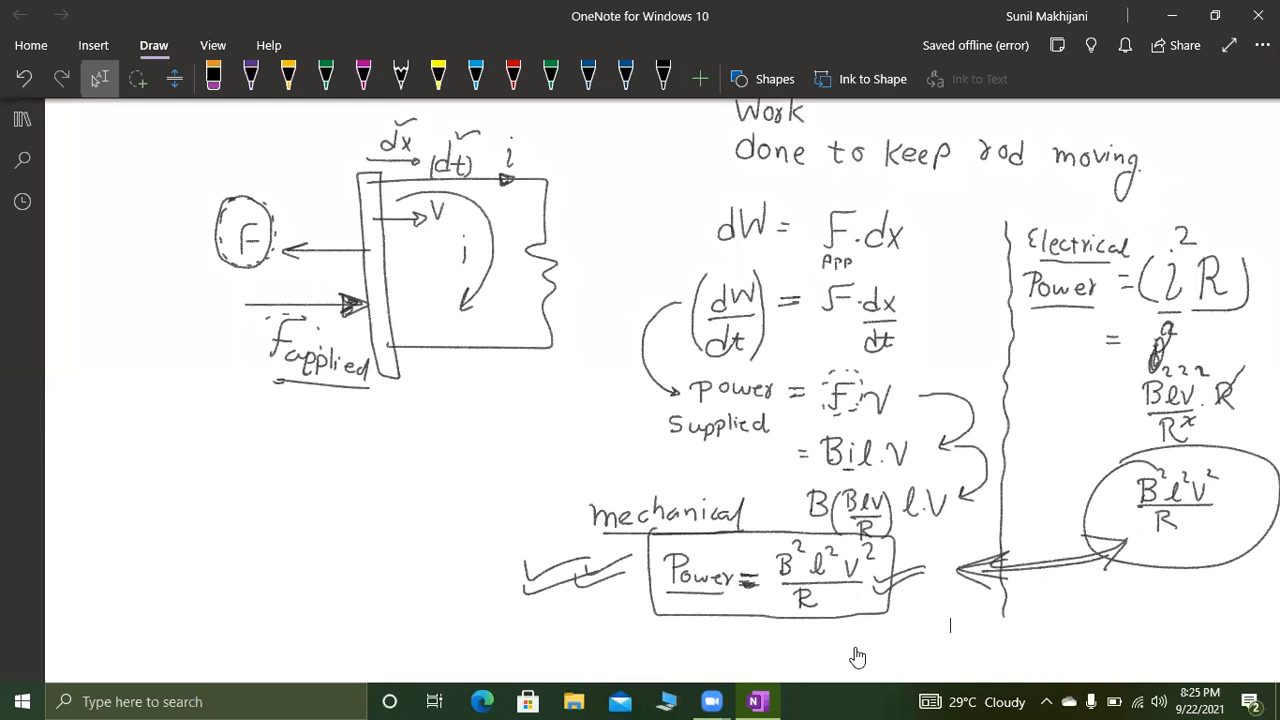 OneNote for Windows 10
Sunil Makhijani
Home Insert Draw View Help
Saved offline (error)
Share
Shapes
Ink to Shape
Ink to Text
Work
done to keep rod moving.
dx
(dt)
i
V
F
i
F applied
dW = F App . dx
(dW/dt) = F . dx/dt
Power Supplied = F V
= Bil.V
B(Blv/R) l.V
mechanical
Power = B²l²V²/R
Electrical
Power = (i²R)
=
B²l²v²/R² . R
B²l²V²/R
Type here to search
29°C Cloudy
8:25 PM
9/22/2021
2